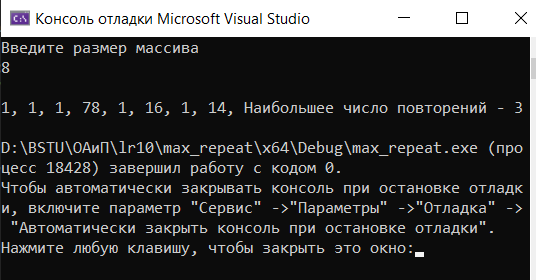 Консоль отладки Microsoft Visual Studio
Введите размер массива
8
1, 1, 1, 78, 1, 16, 1, 14, Наибольшее число повторений - 3
D:\BSTU\ОАиП\lr10\max_repeat\x64\Debug\max_repeat.exe (про
цесс 18428) завершил работу с кодом 0.
Чтобы автоматически закрывать консоль при остановке отладк
и, включите параметр "Сервис" ->"Параметры" ->"Отладка" ->
"Автоматически закрыть консоль при остановке отладки".
Нажмите любую клавишу, чтобы закрыть это окно: